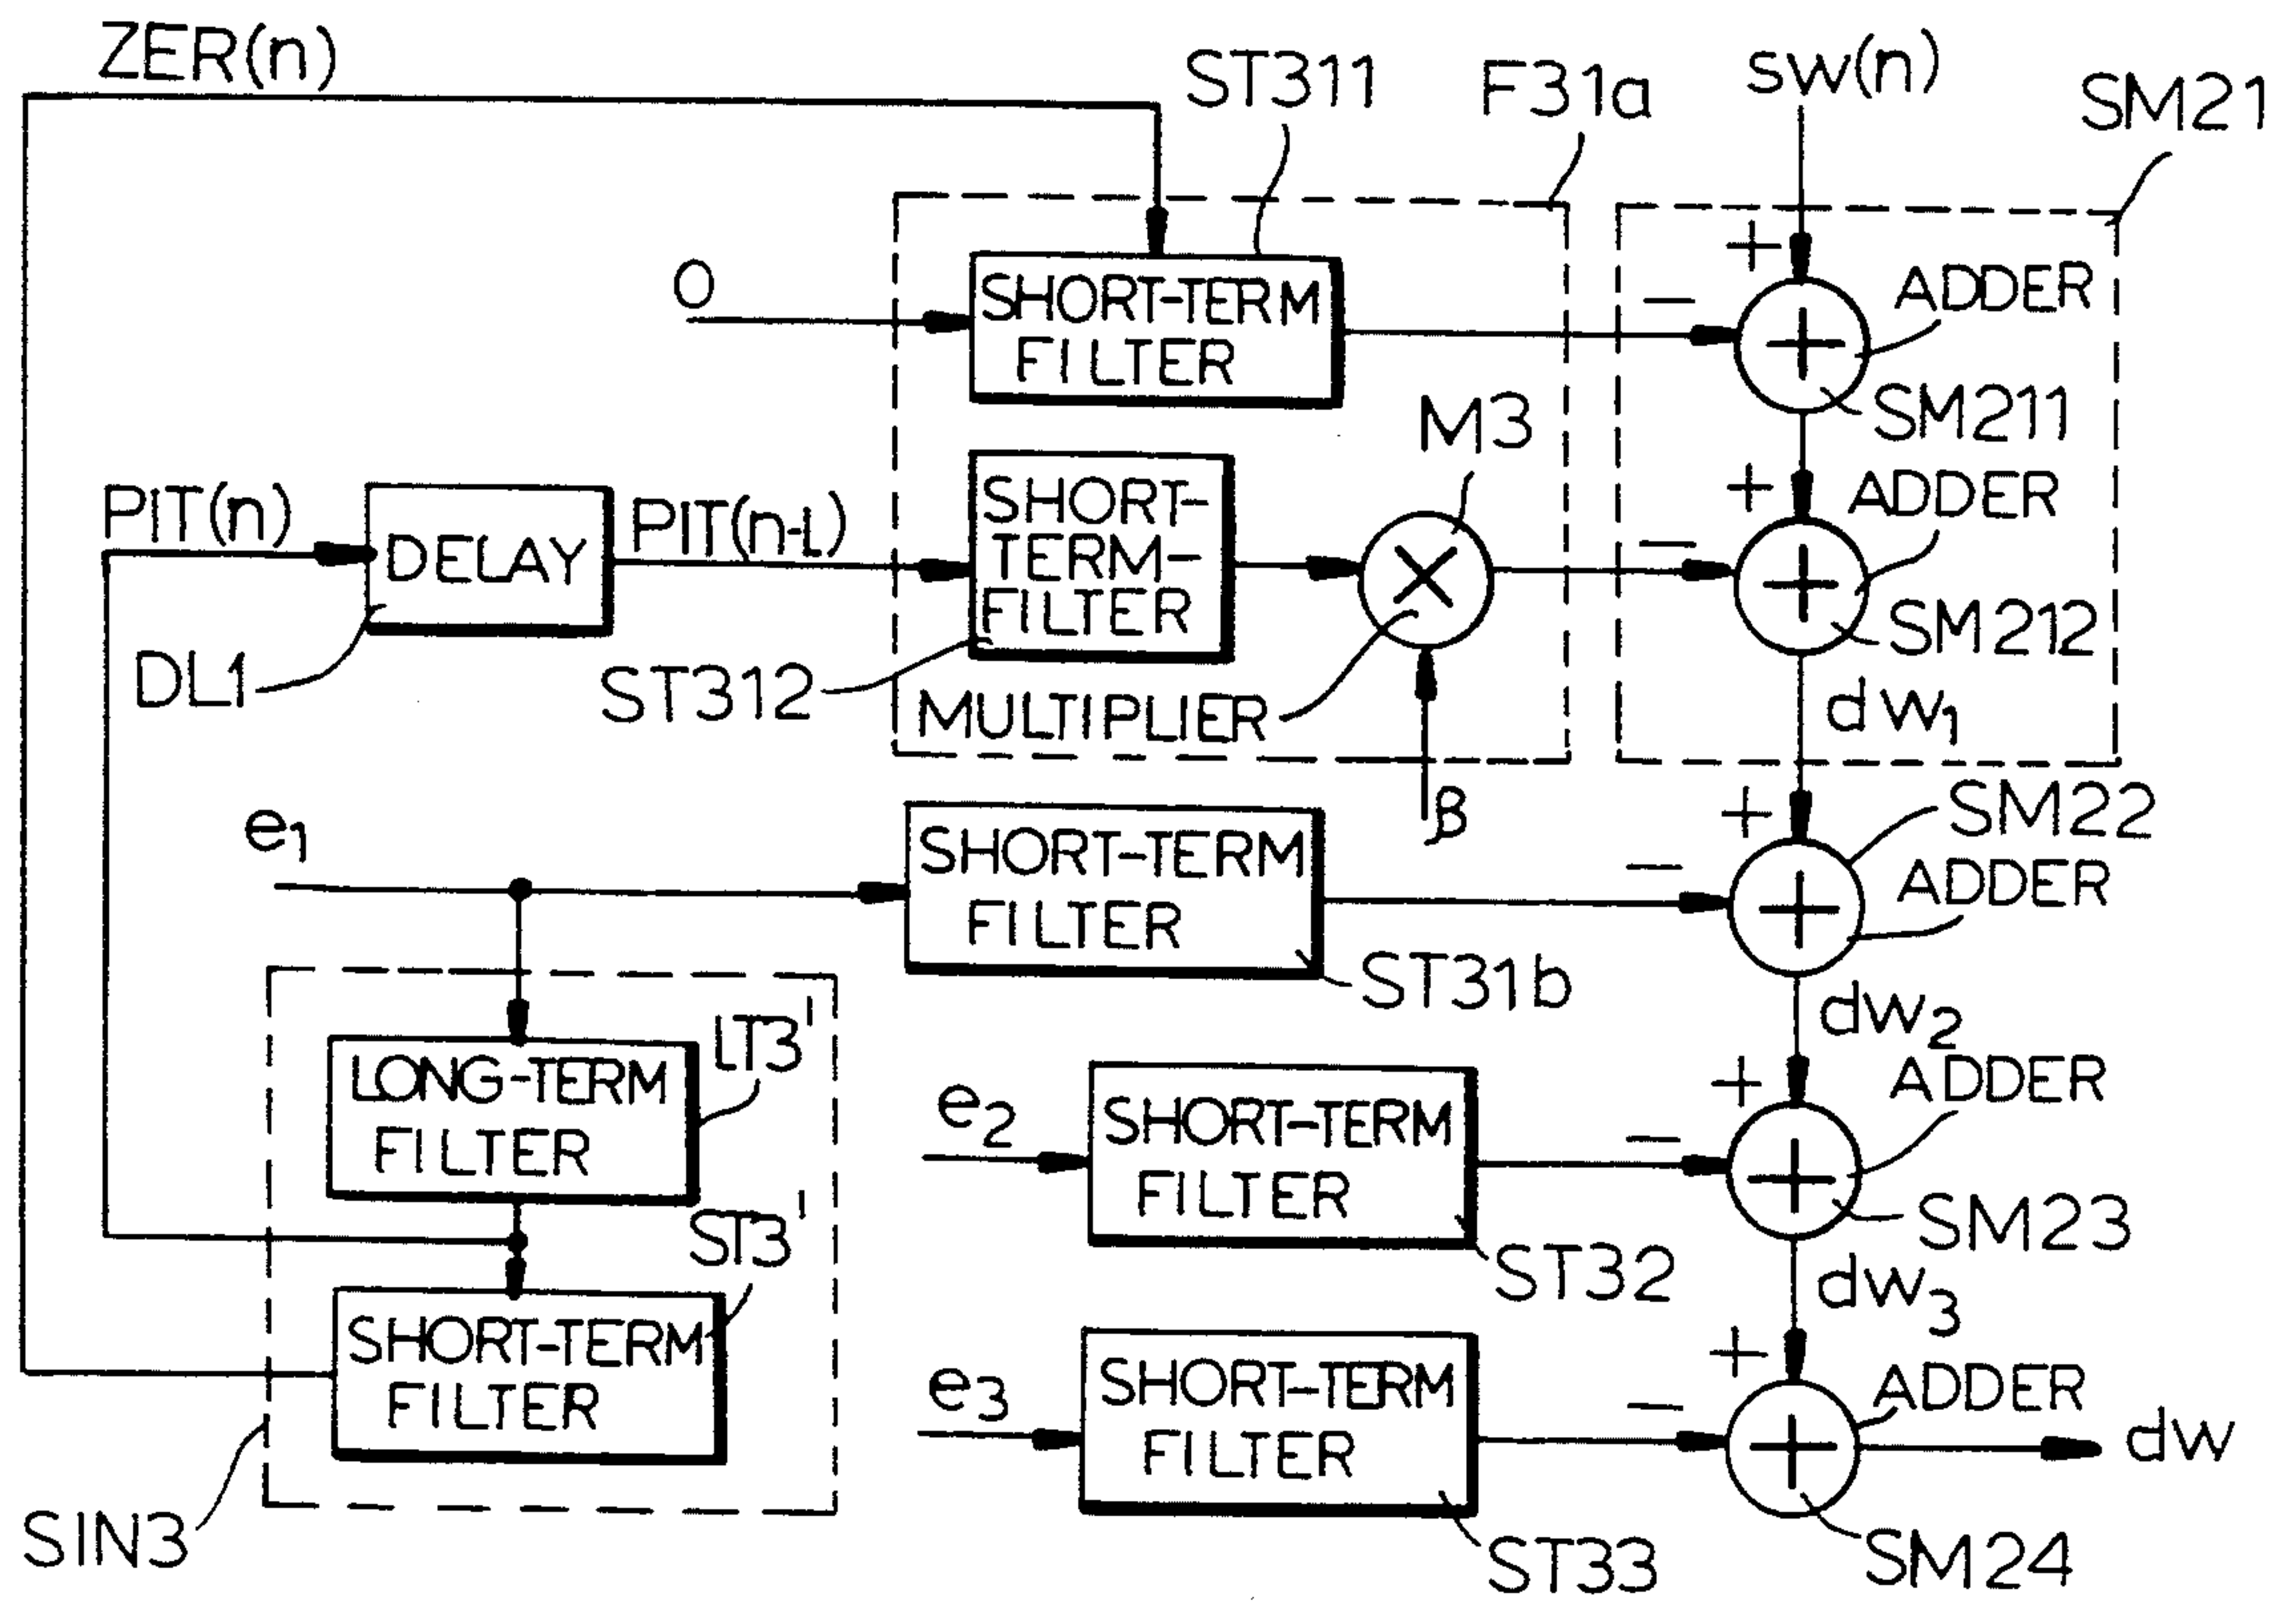 ZER(n)
ST311
F31a
sw(n)
SM21
+
0
SHORT-TERM
FILTER
−
ADDER
+
SM211
M3
PIT(n)
DELAY
PIT(n-L)
SHORT-
TERM-
FILTER
×
+
ADDER
−
+
SM212
DL1
ST312
MULTIPLIER
dw1
β
e1
SHORT-TERM
FILTER
+
SM22
−
ADDER
+
ST31b
dw2
LONG-TERM
FILTER
LT3'
e2
SHORT-TERM
FILTER
+
ADDER
−
+
SM23
ST3'
ST32
dw3
SHORT-TERM
FILTER
e3
SHORT-TERM
FILTER
+
ADDER
−
+
dw
SIN3
ST33
SM24